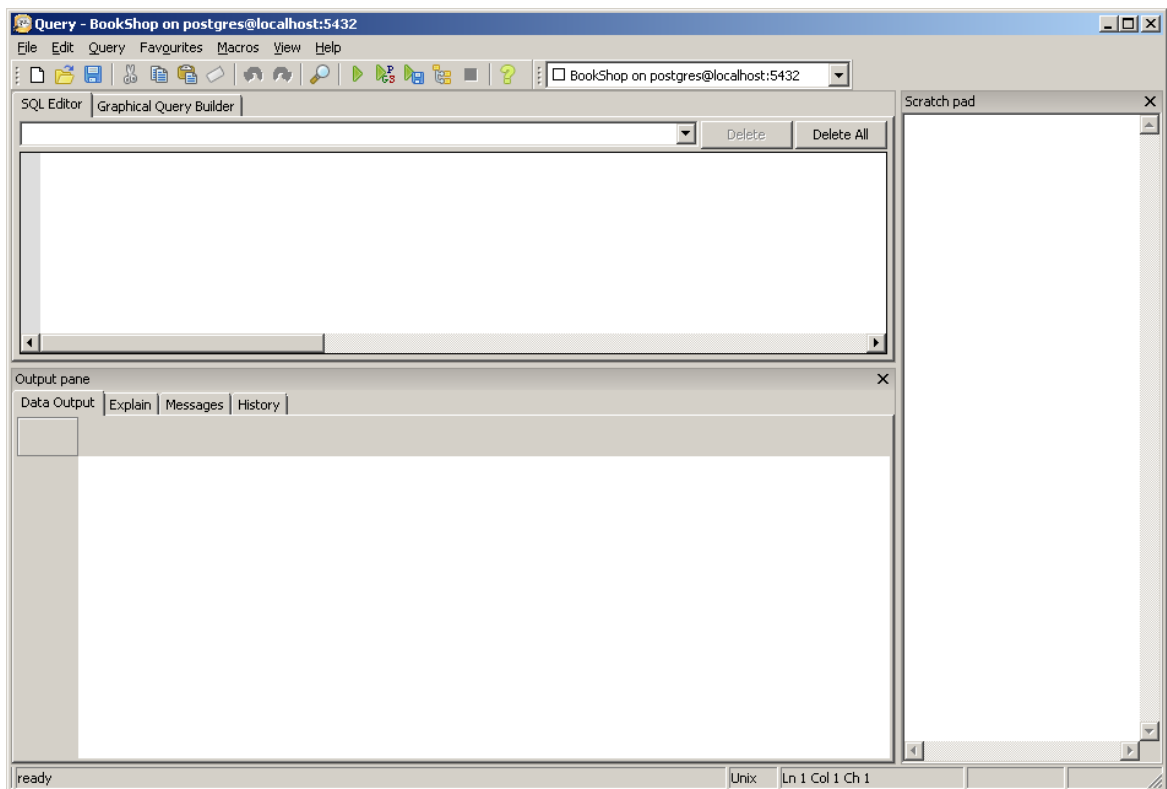 Query - BookShop on postgres@localhost:5432
File Edit Query Favourites Macros View Help
BookShop on postgres@localhost:5432
SQL Editor Graphical Query Builder
Scratch pad
Delete Delete All
Output pane
Data Output Explain Messages History
ready Unix Ln 1 Col 1 Ch 1